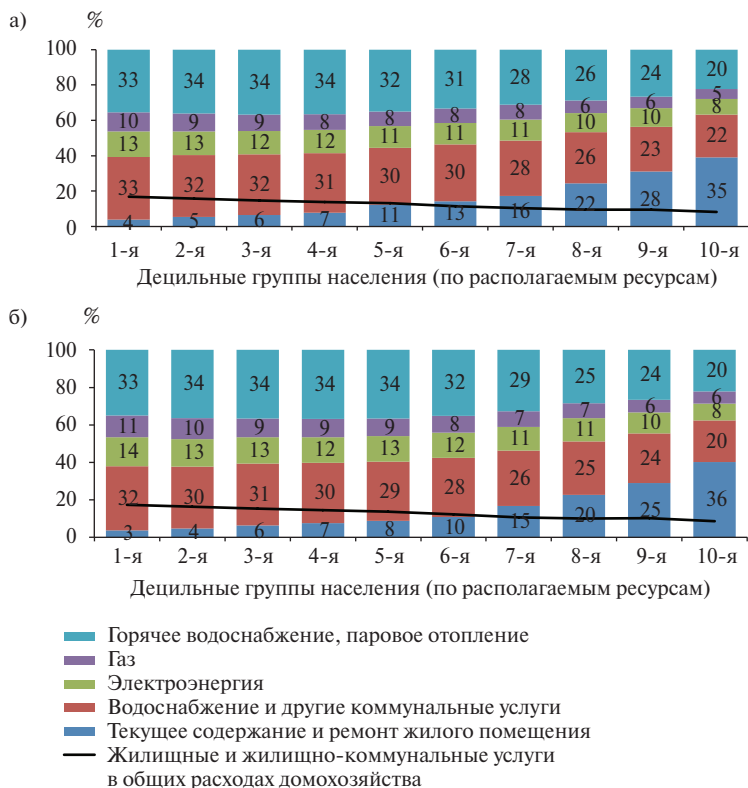 а) %
100
33 34 34 34 32 31 28 26 24 20
80
10 9 9 8 8 8 8 6 6 5
60
13 13 12 12 11 11 11 10 10 8
40
33 32 32 31 30 30 28 26 23 22
20
4 5 6 7 11 13 16 22 28 35
0
1-я 2-я 3-я 4-я 5-я 6-я 7-я 8-я 9-я 10-я
Децильные группы населения (по располагаемым ресурсам)
б) %
100
33 34 34 34 34 32 29 25 24 20
80
11 10 9 9 9 8 7 7 6 6
60
14 13 13 12 13 12 11 11 10 8
40
32 30 31 30 29 28 26 25 24 20
20
3 4 6 7 8 10 15 20 25 36
0
1-я 2-я 3-я 4-я 5-я 6-я 7-я 8-я 9-я 10-я
Децильные группы населения (по располагаемым ресурсам)
Горячее водоснабжение, паровое отопление
Газ
Электроэнергия
Водоснабжение и другие коммунальные услуги
Текущее содержание и ремонт жилого помещения
Жилищные и жилищно-коммунальные услуги
в общих расходах домохозяйства